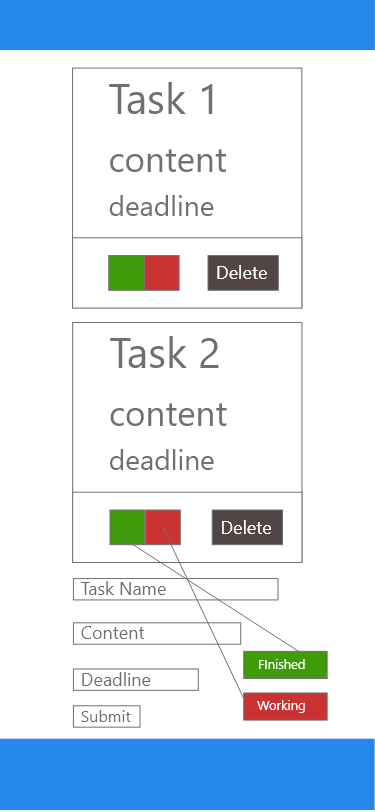 Task 1
content
deadline
Delete
Task 2
content
deadline
Delete
Task Name
Content
FInished
Deadline
Working
Submit